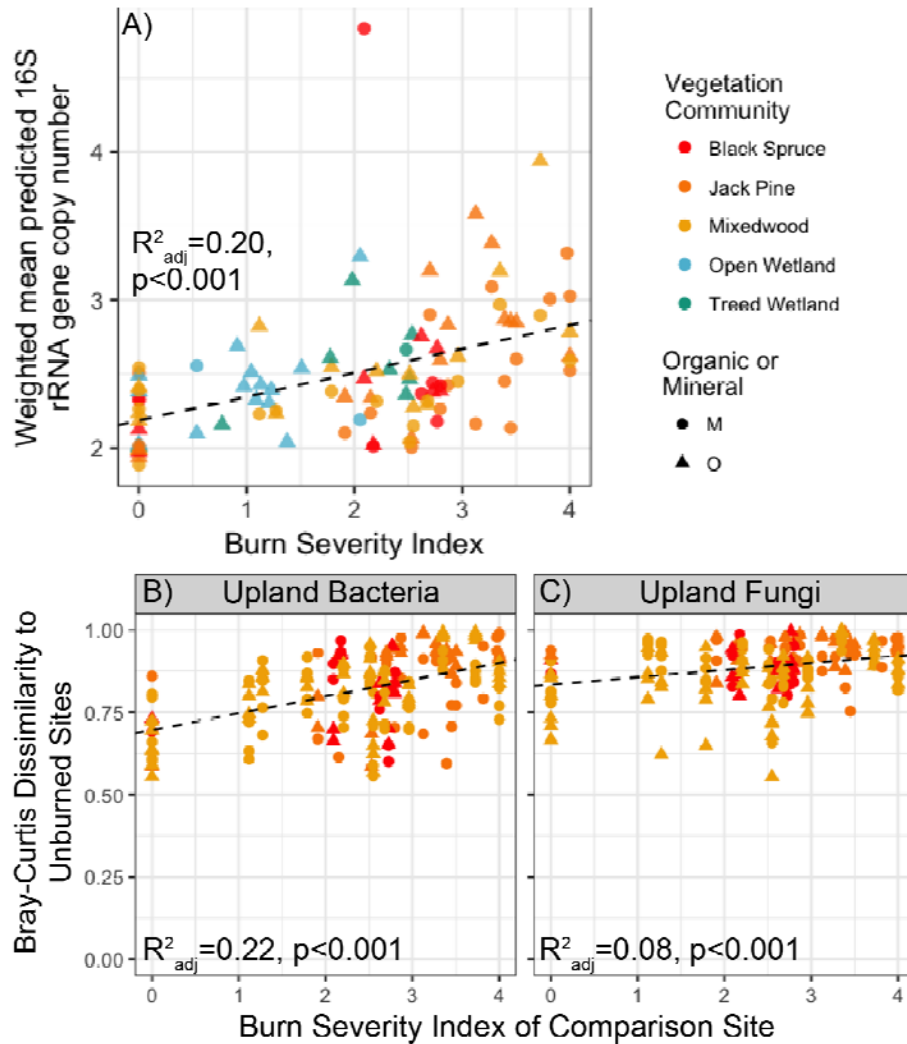 A)
Weighted mean predicted 16S
rRNA gene copy number
4
3
2
R²adj=0.20,
p<0.001
0 1 2 3 4
Burn Severity Index
Vegetation
Community
Black Spruce
Jack Pine
Mixedwood
Open Wetland
Treed Wetland
Organic or
Mineral
M
O
B) Upland Bacteria
C) Upland Fungi
Bray-Curtis Dissimilarity to
Unburned Sites
1.00
0.75
0.50
0.25
0.00
R²adj=0.22, p<0.001
R²adj=0.08, p<0.001
0 1 2 3 4
0 1 2 3 4
Burn Severity Index of Comparison Site